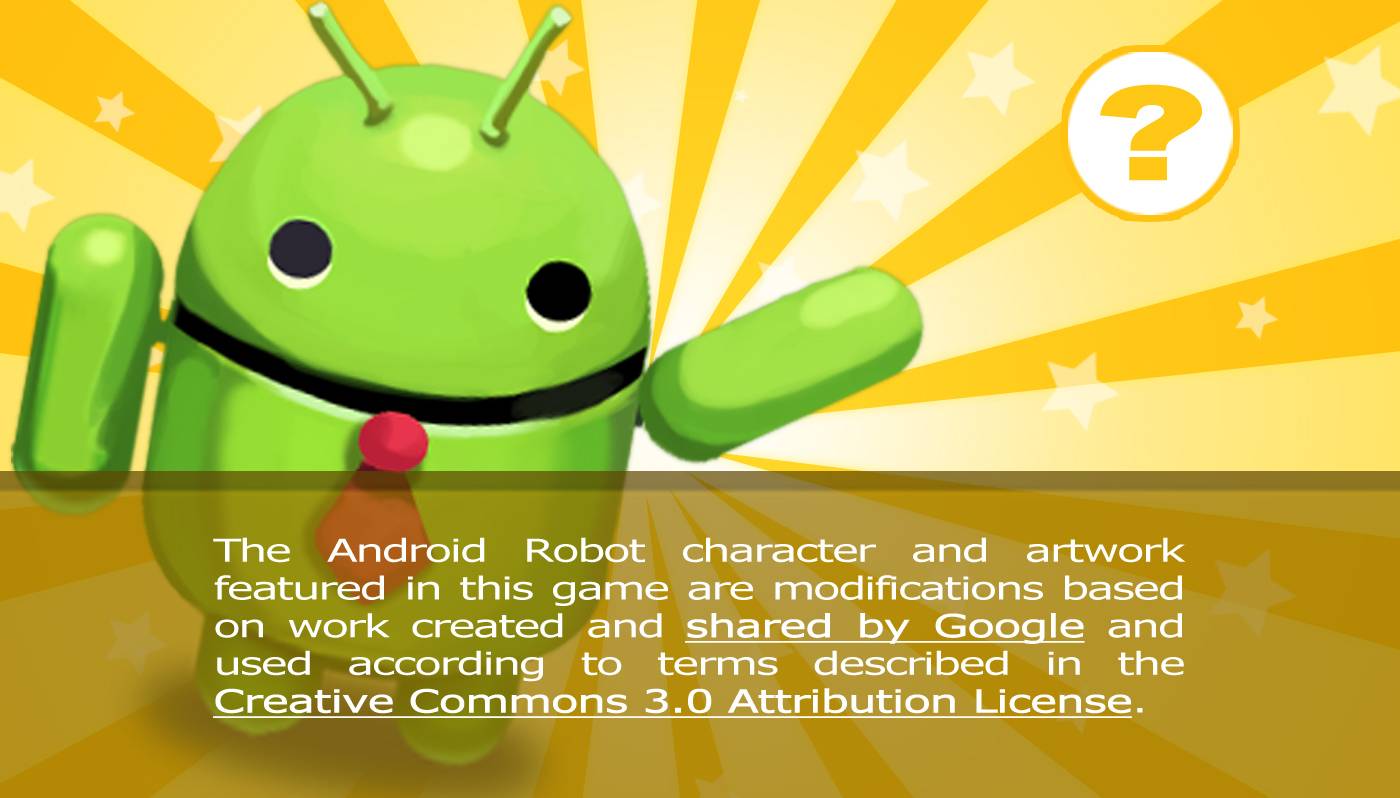 ?
The Android Robot character and artwork
featured in this game are modifications based
on work created and shared by Google and
used according to terms described in the
Creative Commons 3.0 Attribution License.